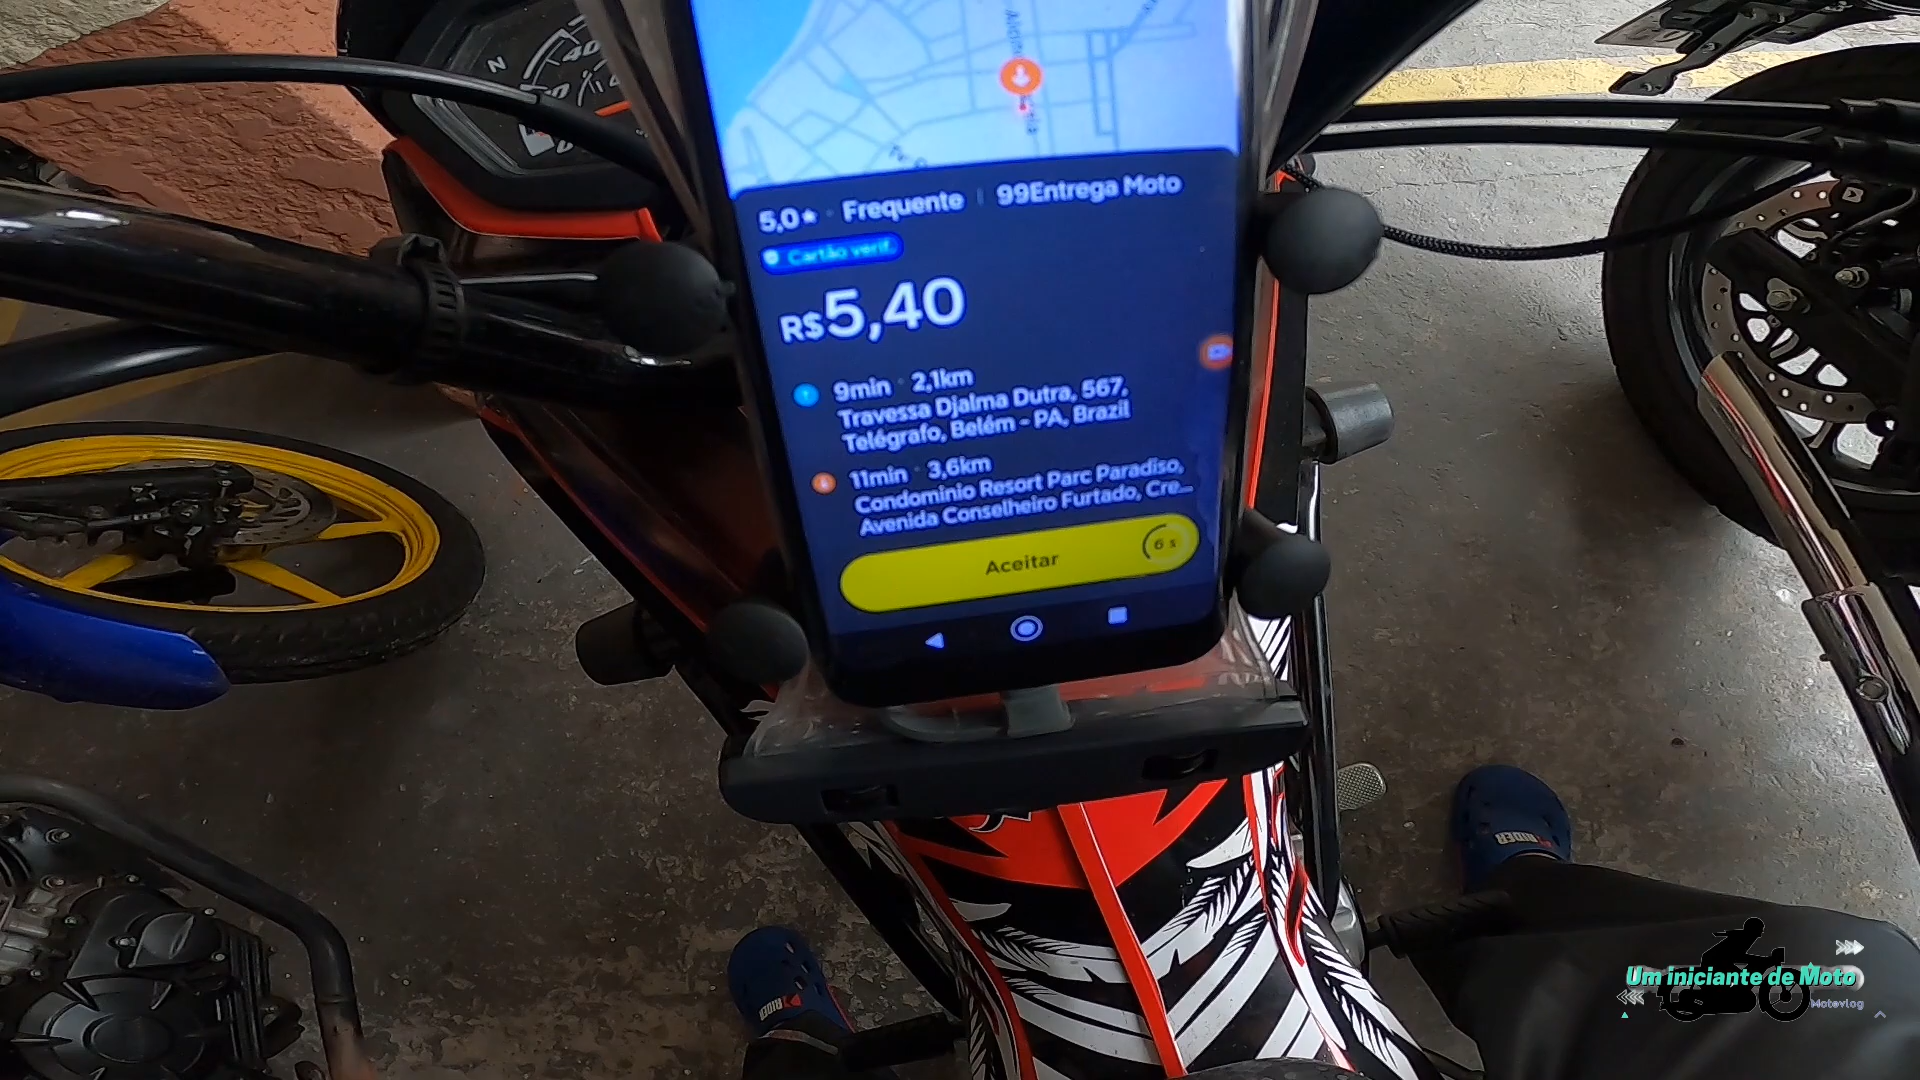 N
5,0★ · Frequente | 99Entrega Moto
Cartão verif.
R$5,40
9min · 2,1km
Travessa Djalma Dutra, 567,
Telégrafo, Belém - PA, Brazil
11min · 3,6km
Condomínio Resort Parc Paradiso,
Avenida Conselheiro Furtado, Cre...
Aceitar
6 s
RIDER
RIDER
Um iniciante de Moto
Motovlog